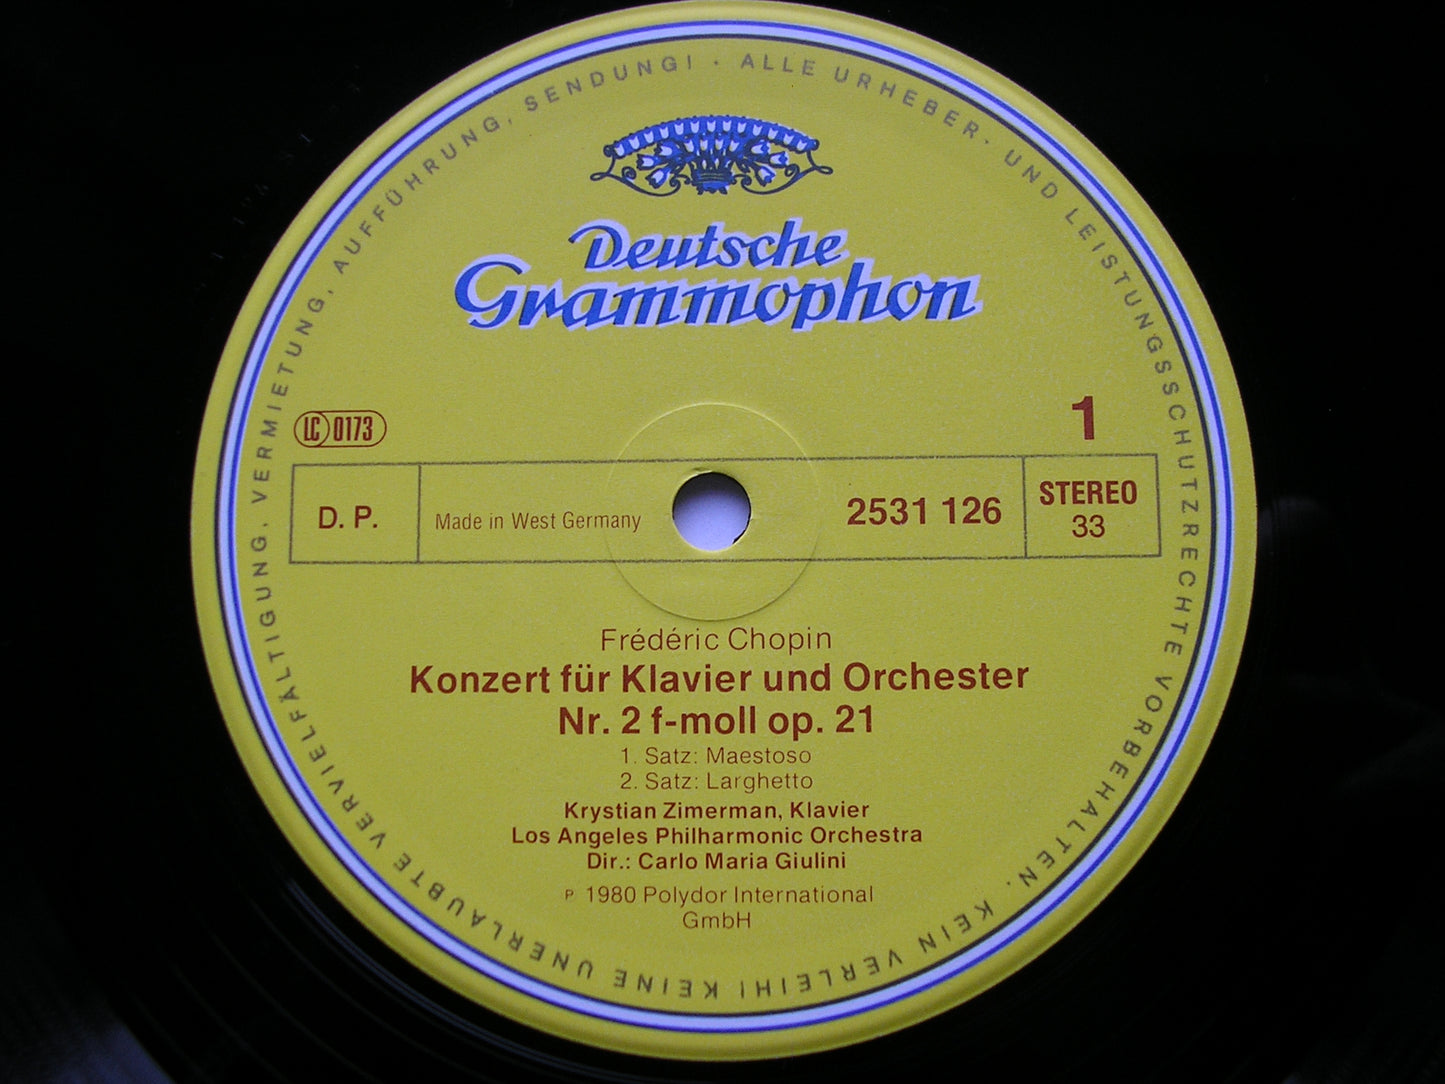 Deutsche
Grammophon
LC 0173
1
D. P.
Made in West Germany
2531 126
STEREO
33
Frédéric Chopin
Konzert für Klavier und Orchester
Nr. 2 f-moll op. 21
1. Satz: Maestoso
2. Satz: Larghetto
Krystian Zimerman, Klavier
Los Angeles Philharmonic Orchestra
Dir.: Carlo Maria Giulini
℗ 1980 Polydor International
GmbH
ALLE URHEBER- UND LEISTUNGSSCHUTZRECHTE VORBEHALTEN. KEIN VERLEIH! KEINE UNERLAUBTE VERVIELFÄLTIGUNG, VERMIETUNG, AUFFÜHRUNG, SENDUNG! ·